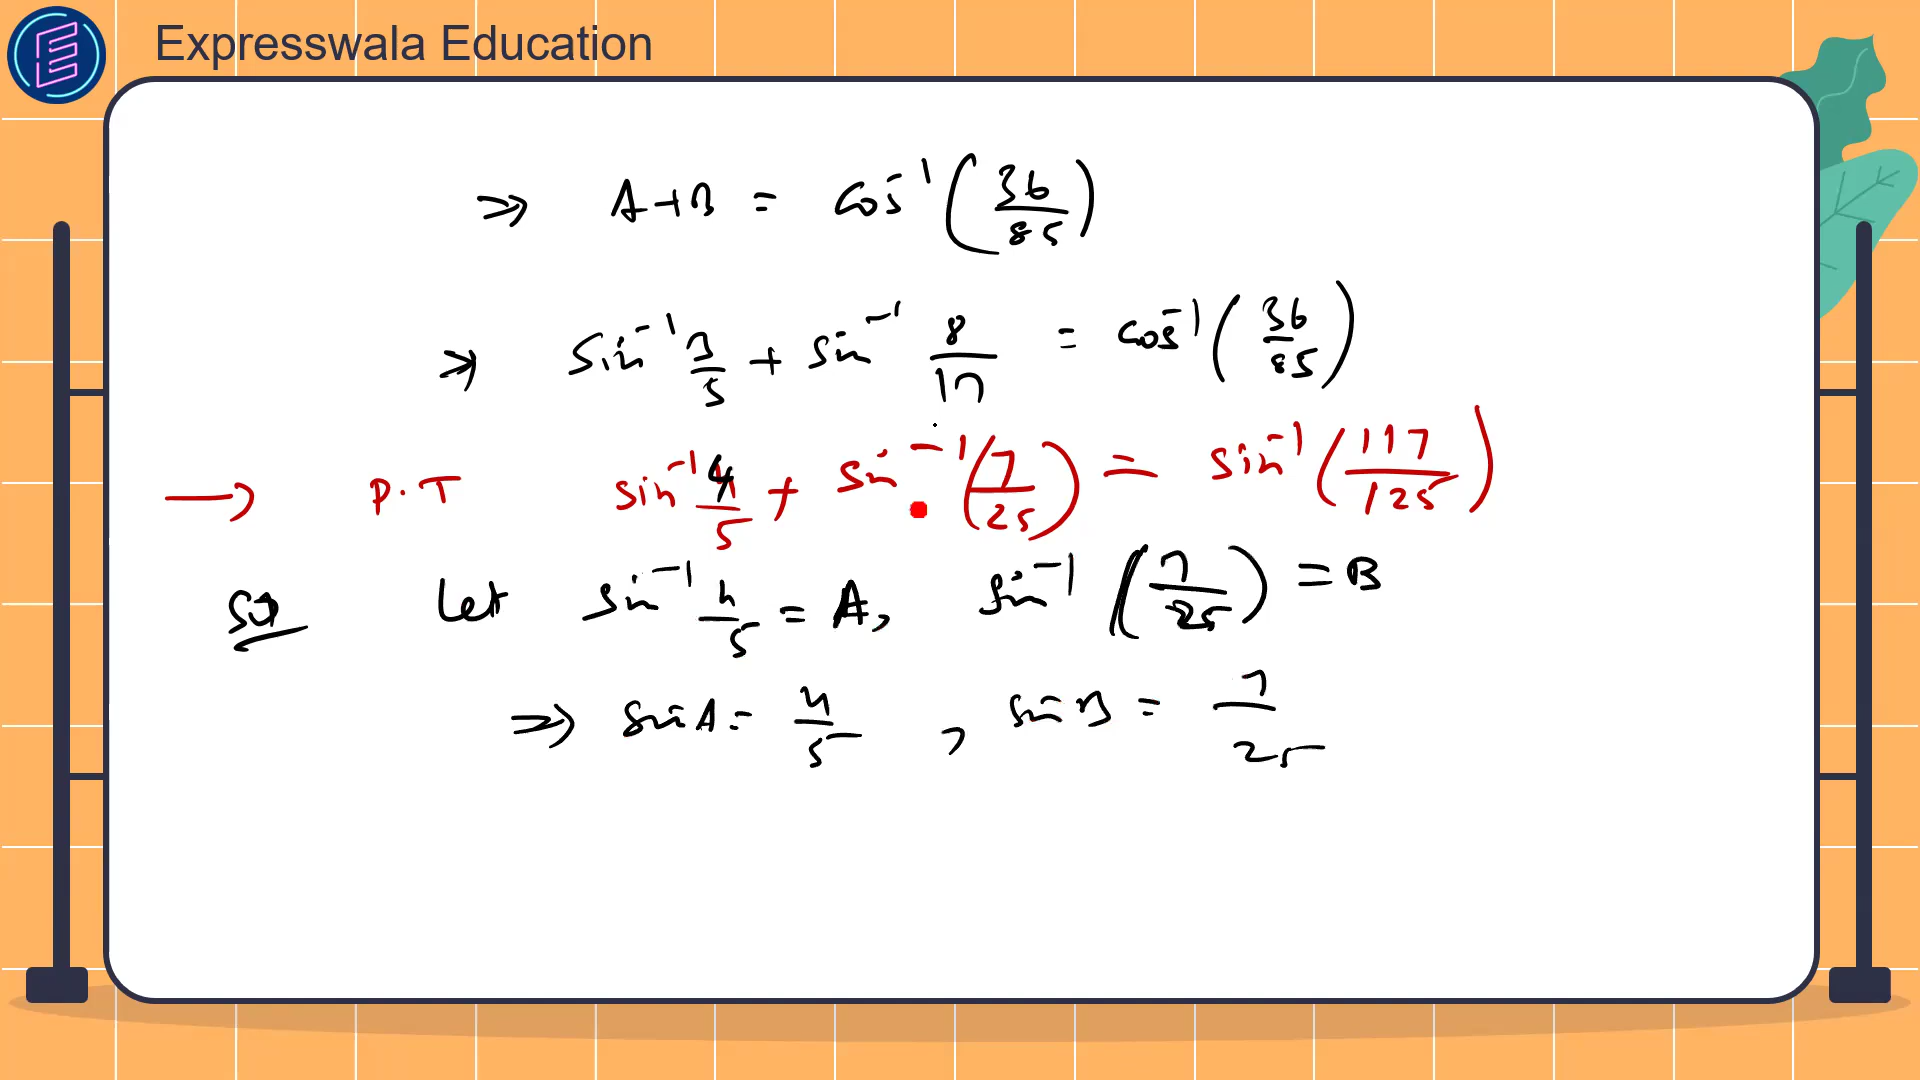 Expresswala Education
⇒ A+B = cos⁻¹(36/85)
⇒ Sin⁻¹ 3/5 + sin⁻¹ 8/17 = cos⁻¹(36/85)
→ P.T sin⁻¹ 4/5 + sin⁻¹(7/25) = sin⁻¹(117/125)
Sol Let sin⁻¹ 4/5 = A, sin⁻¹(7/25) = B
⇒ sin A = 4/5, sin B = 7/25